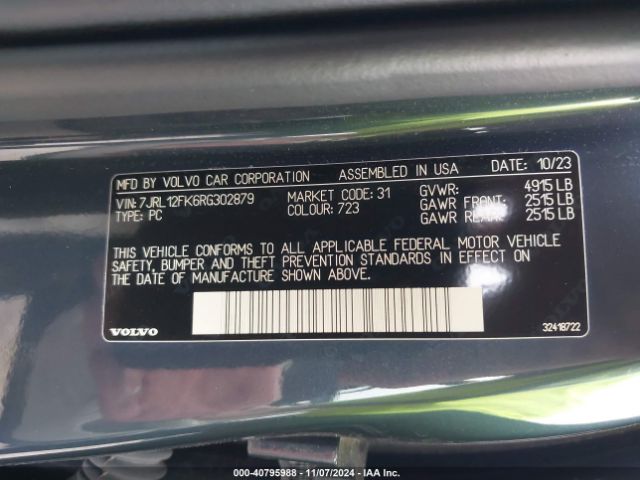 MFD BY VOLVO CAR CORPORATION ASSEMBLED IN USA DATE: 10/23
VIN: 7JRL12FK6RG302879 MARKET CODE: 31 GVWR: 4915 LB
TYPE: PC COLOUR: 723 GAWR FRONT: 2515 LB
GAWR REAR: 2515 LB
THIS VEHICLE CONFORMS TO ALL APPLICABLE FEDERAL MOTOR VEHICLE
SAFETY, BUMPER AND THEFT PREVENTION STANDARDS IN EFFECT ON
THE DATE OF MANUFACTURE SHOWN ABOVE.
VOLVO 32418722
000-40795988 - 11/07/2024 - IAA Inc.